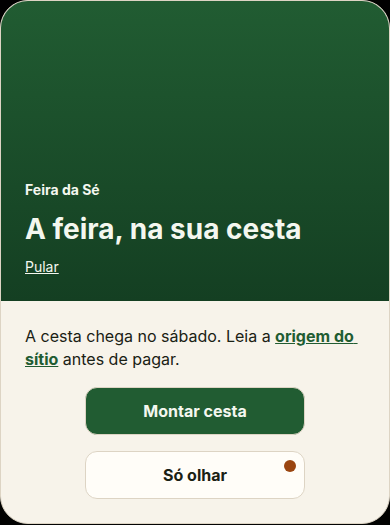 Feira da Sé
A feira, na sua cesta
Pular
A cesta chega no sábado. Leia a origem do
sítio antes de pagar.
Montar cesta
Só olhar